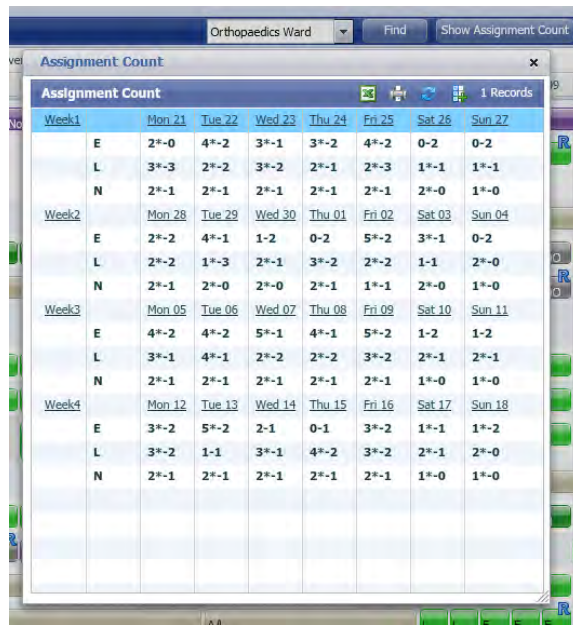 Orthopaedics Ward Find Show Assignment Count
Assignment Count x
Assignment Count 1 Records
Week1 Mon 21 Tue 22 Wed 23 Thu 24 Fri 25 Sat 26 Sun 27
E 2*-0 4*-2 3*-1 3*-2 4*-2 0-2 0-2
L 3*-3 2*-2 3*-2 2*-1 2*-3 1*-1 1*-1
N 2*-1 2*-1 2*-1 2*-1 2*-1 2*-0 1*-0
Week2 Mon 28 Tue 29 Wed 30 Thu 01 Fri 02 Sat 03 Sun 04
E 2*-2 4*-1 1-2 0-2 5*-2 3*-1 0-2
L 2*-2 1*-3 2*-1 3*-2 2*-2 1-1 2*-0
N 2*-1 2*-0 2*-0 2*-1 1*-1 2*-0 1*-0
Week3 Mon 05 Tue 06 Wed 07 Thu 08 Fri 09 Sat 10 Sun 11
E 4*-2 4*-2 5*-1 4*-1 5*-2 1-2 1-2
L 3*-1 4*-1 2*-2 2*-2 3*-2 2*-1 2*-1
N 2*-1 2*-1 2*-1 2*-1 2*-1 1*-0 1*-0
Week4 Mon 12 Tue 13 Wed 14 Thu 15 Fri 16 Sat 17 Sun 18
E 3*-2 5*-2 2-1 0-1 3*-2 1*-1 1*-2
L 3*-2 1-1 3*-1 4*-2 3*-2 2*-1 2*-0
N 2*-1 2*-1 2*-1 2*-1 2*-1 1*-0 1*-0